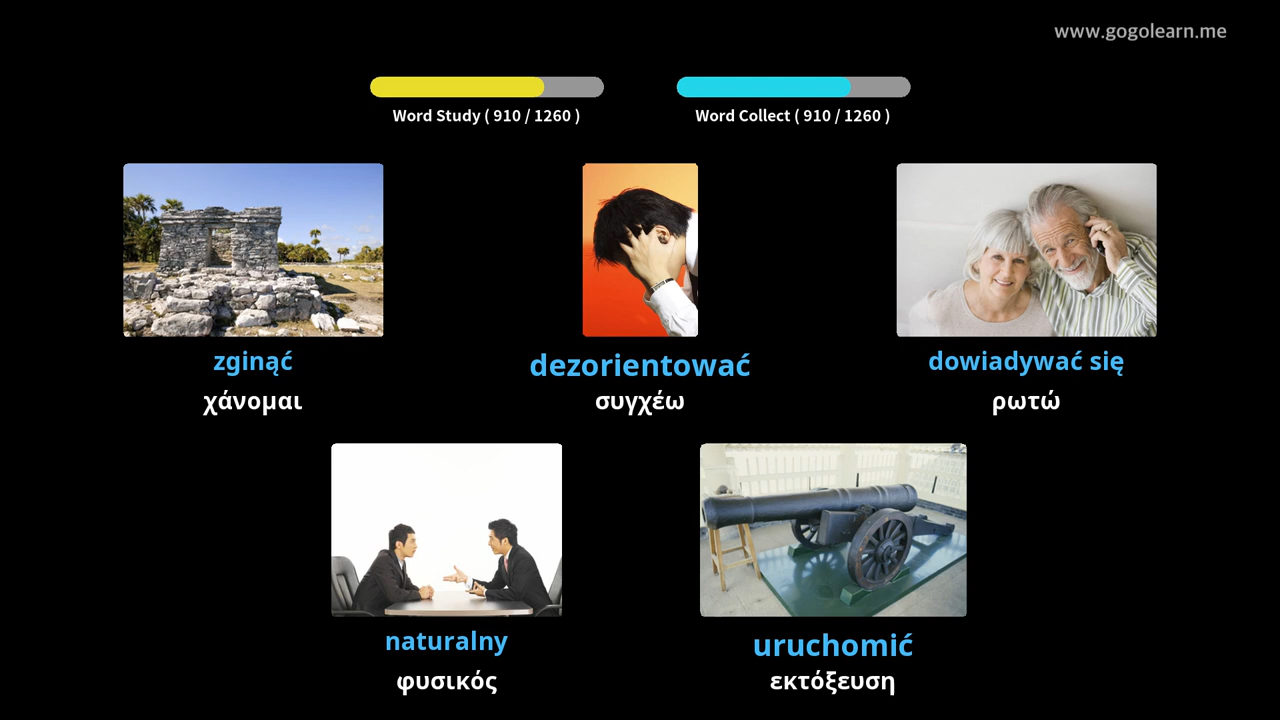 www.gogolearn.me
Word Study ( 910 / 1260 )
Word Collect ( 910 / 1260 )
zginąć
χάνομαι
dezorientować
συγχέω
dowiadywać się
ρωτώ
naturalny
φυσικός
uruchomić
εκτόξευση